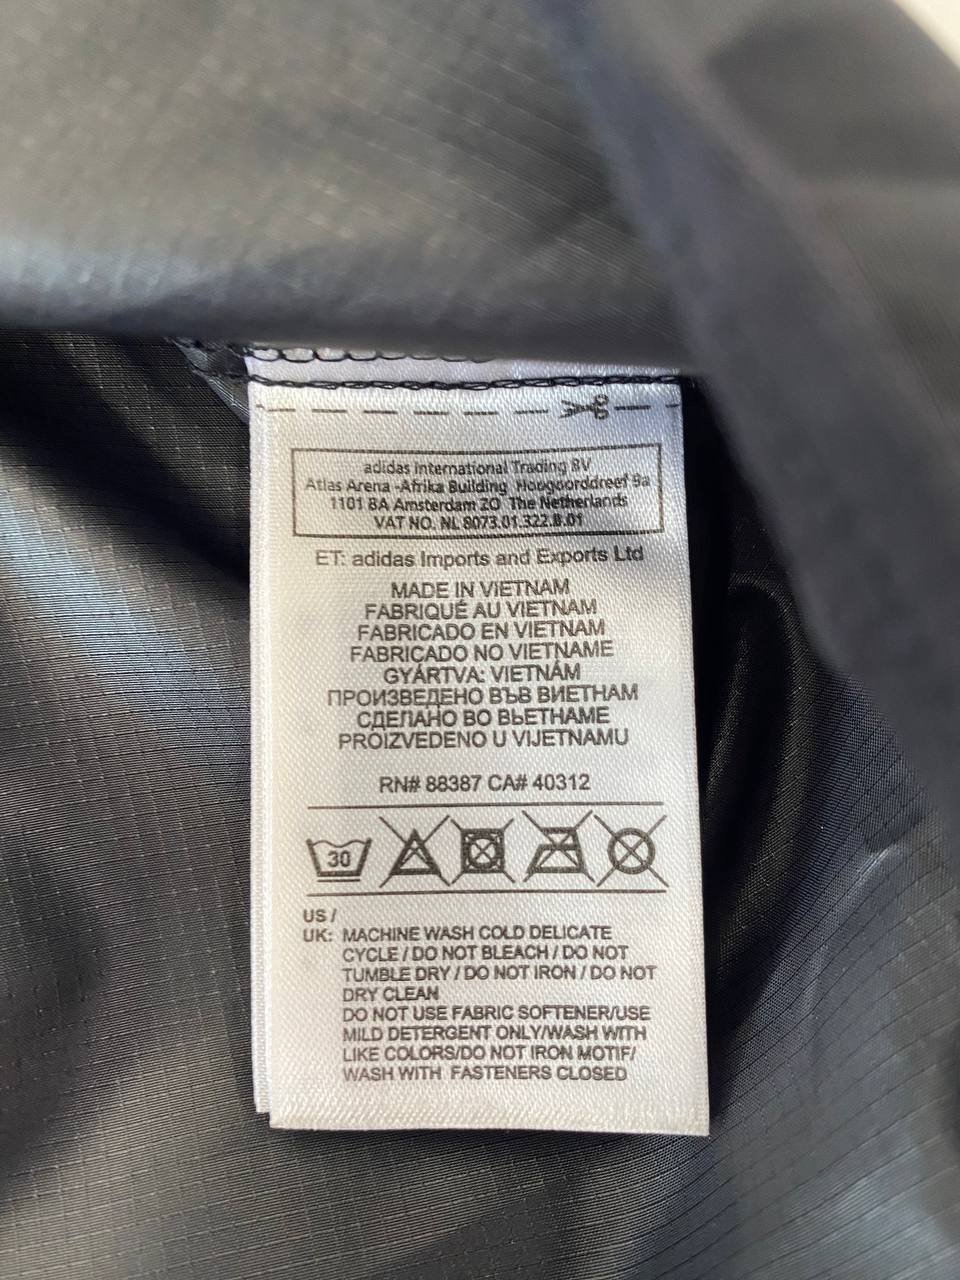 adidas International Trading BV
Atlas Arena -Afrika Building Hoogoorddreef 9a
1101 BA Amsterdam ZO The Netherlands
VAT NO. NL 8073.01.322.B.01
ET: adidas Imports and Exports Ltd
MADE IN VIETNAM
FABRIQUÉ AU VIETNAM
FABRICADO EN VIETNAM
FABRICADO NO VIETNAME
GYÁRTVA: VIETNÁM
ПРОИЗВЕДЕНО ВЪВ ВИЕТНАМ
СДЕЛАНО ВО ВЬЕТНАМЕ
PROIZVEDENO U VIJETNAMU
RN# 88387 CA# 40312
30
US /
UK: MACHINE WASH COLD DELICATE
CYCLE / DO NOT BLEACH / DO NOT
TUMBLE DRY / DO NOT IRON / DO NOT
DRY CLEAN
DO NOT USE FABRIC SOFTENER/USE
MILD DETERGENT ONLY/WASH WITH
LIKE COLORS/DO NOT IRON MOTIF/
WASH WITH FASTENERS CLOSED